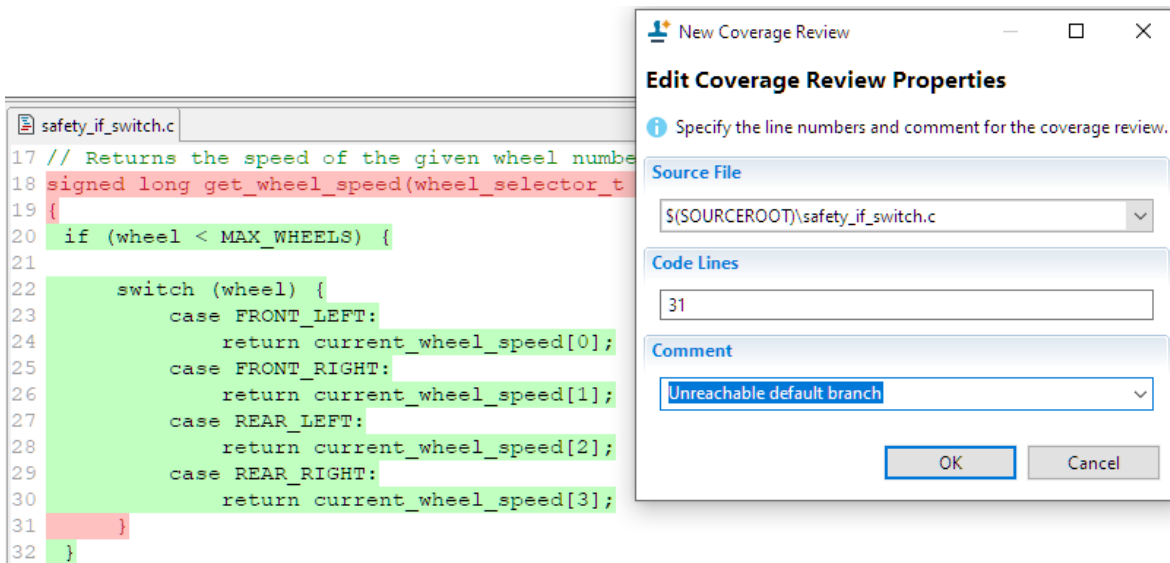 New Coverage Review
Edit Coverage Review Properties
Specify the line numbers and comment for the coverage review.
Source File
$(SOURCEROOT)\safety_if_switch.c
Code Lines
31
Comment
Unreachable default branch
OK
Cancel
safety_if_switch.c
17 // Returns the speed of the given wheel numbe
18 signed long get_wheel_speed(wheel_selector_t
19 {
20 if (wheel < MAX_WHEELS) {
21
22 switch (wheel) {
23 case FRONT_LEFT:
24 return current_wheel_speed[0];
25 case FRONT_RIGHT:
26 return current_wheel_speed[1];
27 case REAR_LEFT:
28 return current_wheel_speed[2];
29 case REAR_RIGHT:
30 return current_wheel_speed[3];
31 }
32 }